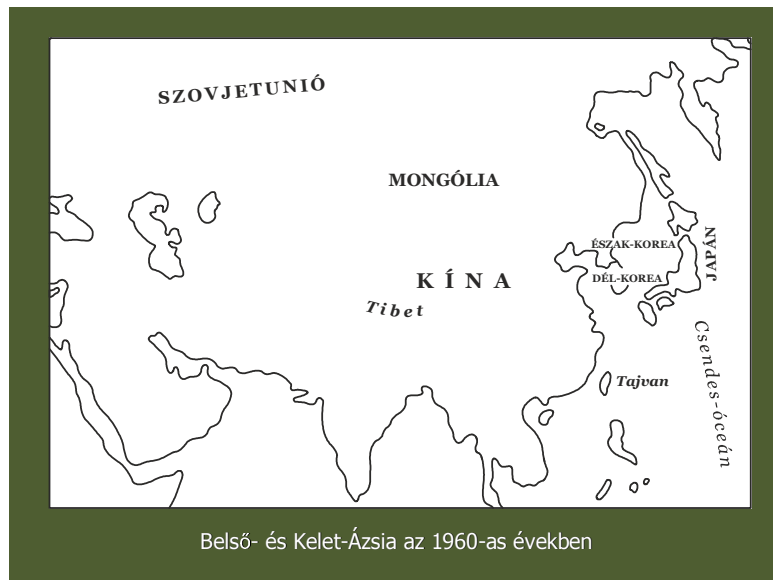 SZOVJETUNIÓ
MONGÓLIA
ÉSZAK-KOREA
JAPÁN
KÍNA
DÉL-KOREA
Tibet
Csendes-óceán
Tajvan
Belső- és Kelet-Ázsia az 1960-as években